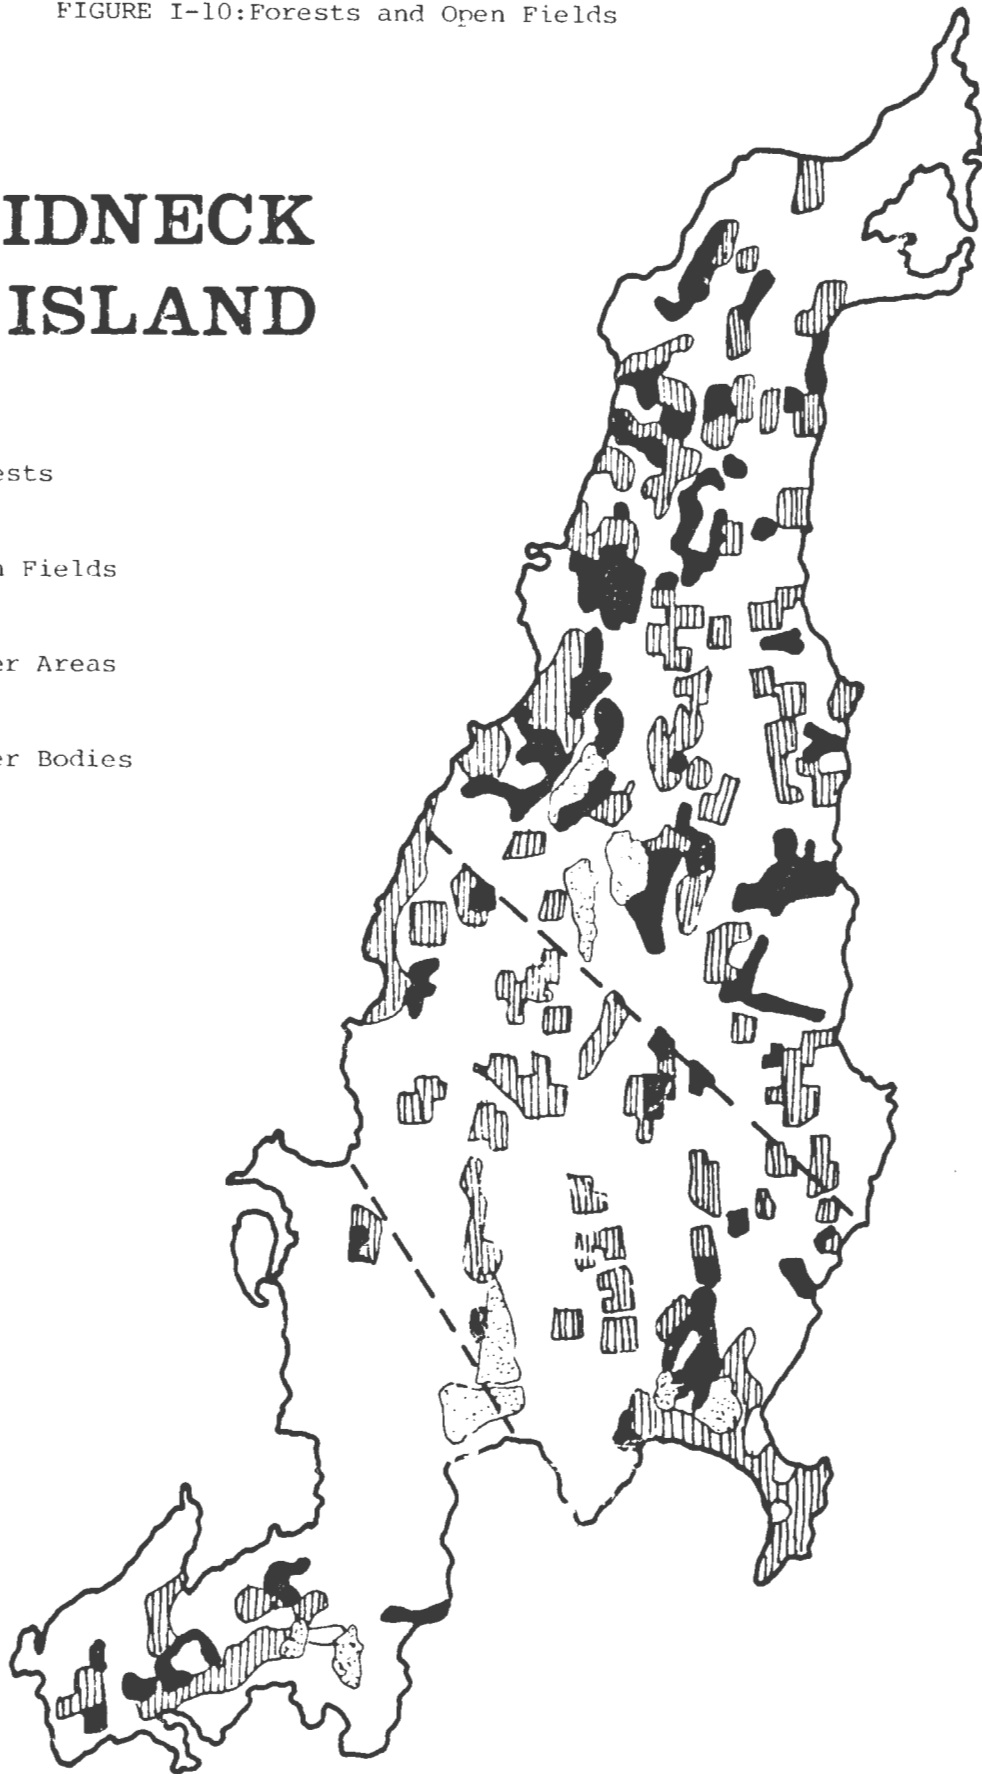 FIGURE I-10:Forests and Open Fields
IDNECK
ISLAND
ests
n Fields
er Areas
er Bodies